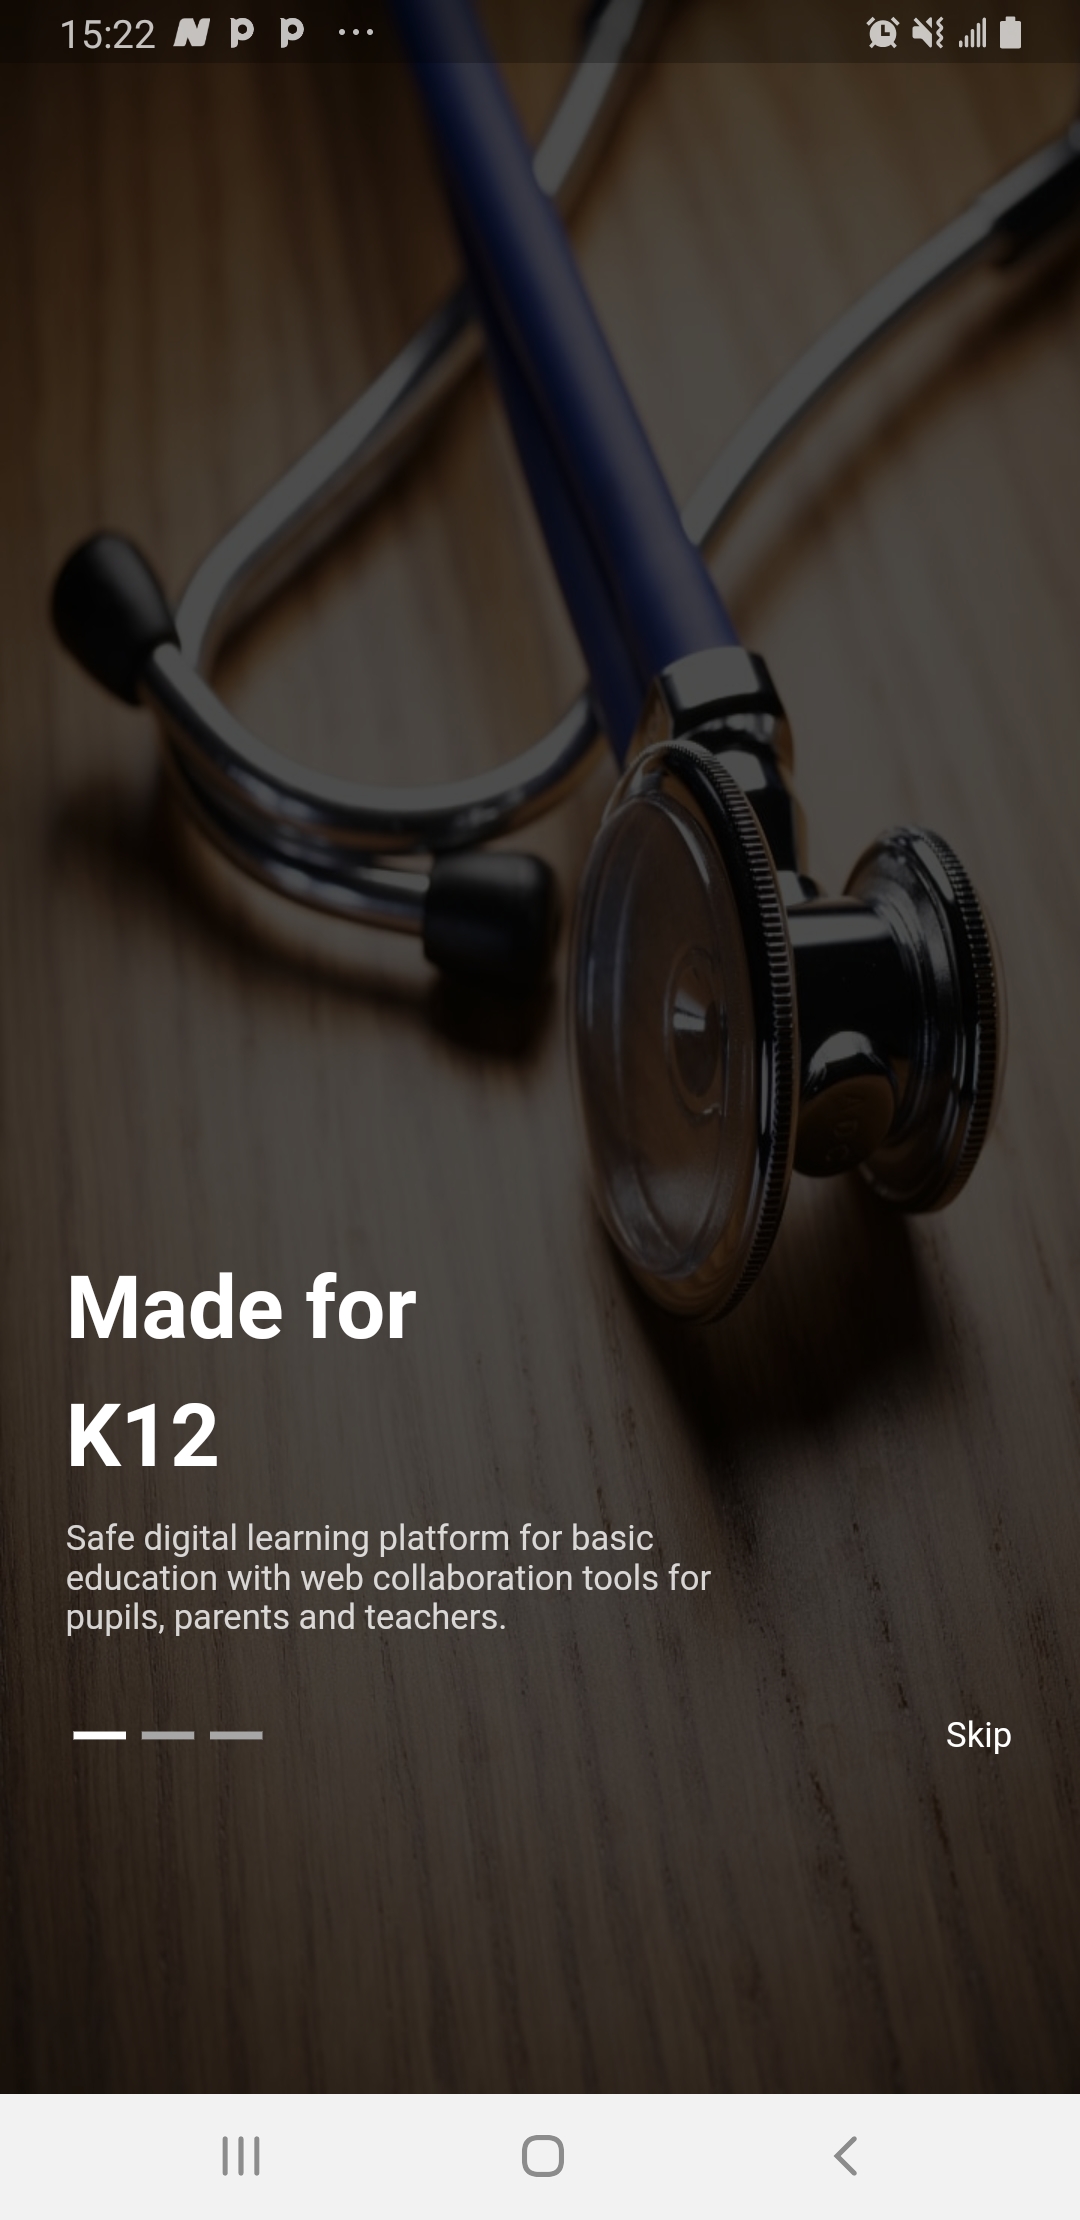 15:22
Made for
K12
Safe digital learning platform for basic
education with web collaboration tools for
pupils, parents and teachers.
Skip